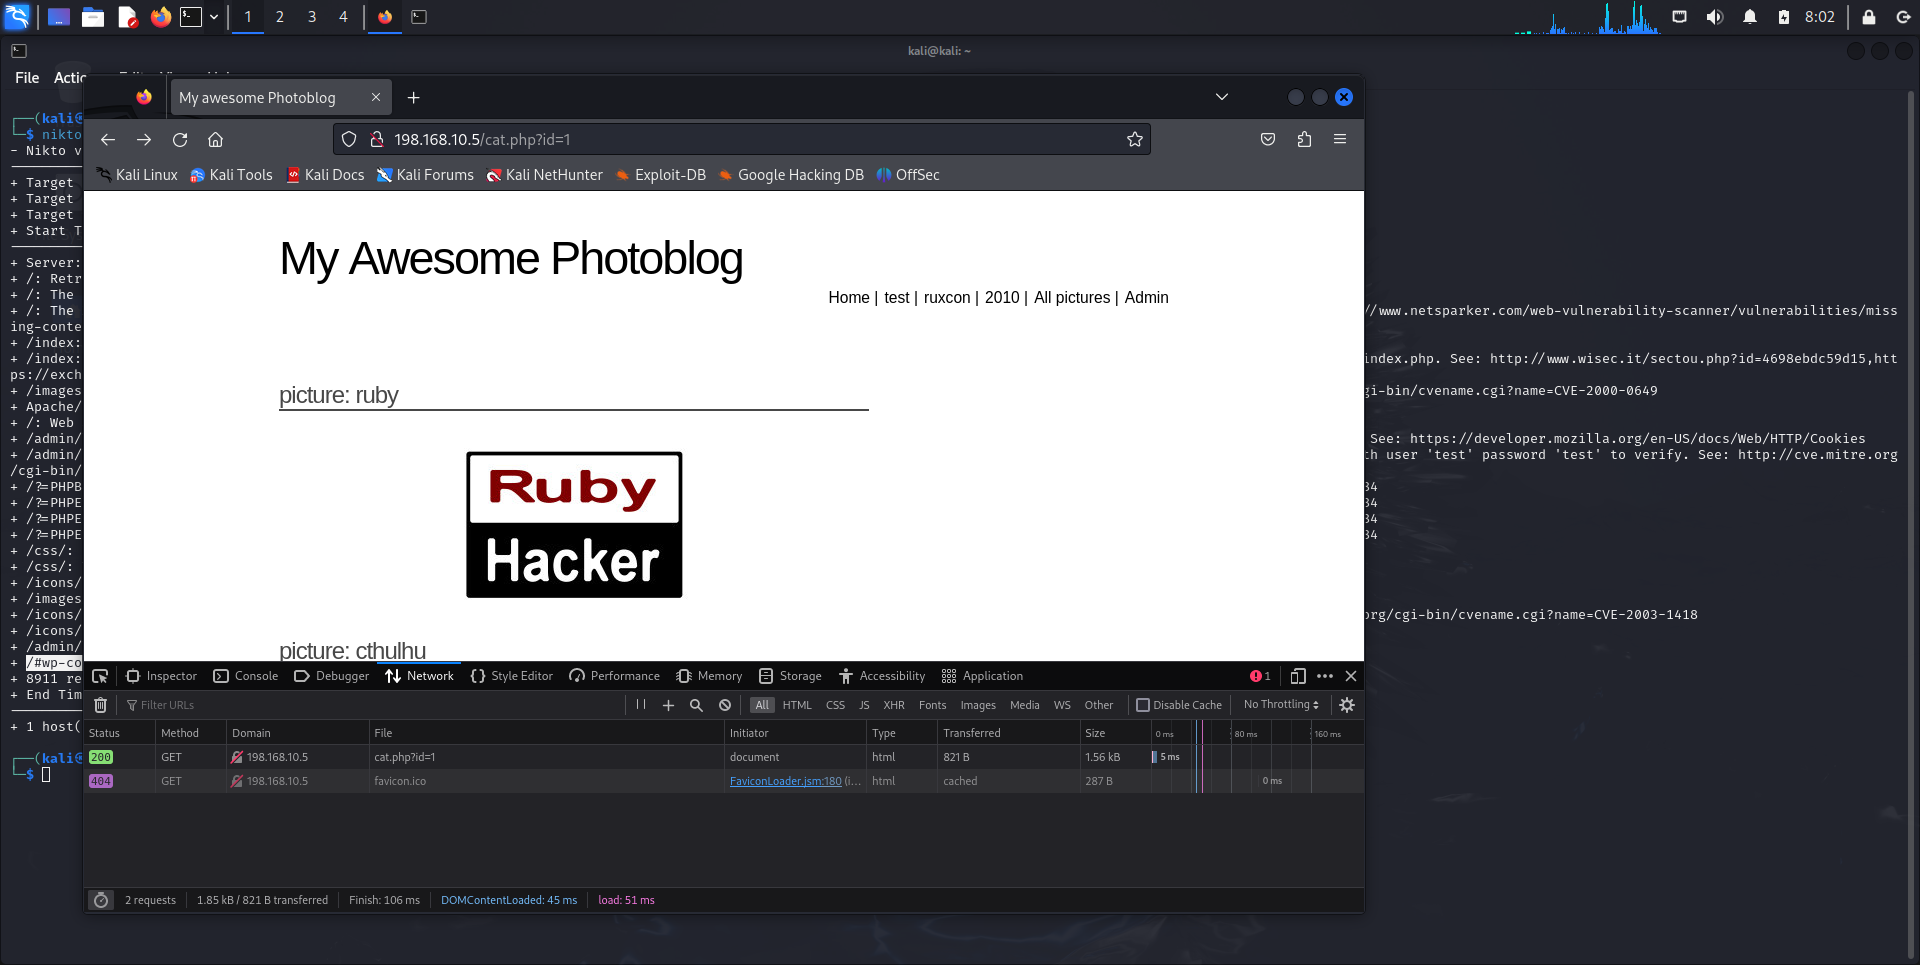 1 2 3 4 8:02
kali@kali: ~
File Actio
My awesome Photoblog
198.168.10.5/cat.php?id=1
Kali Linux Kali Tools Kali Docs Kali Forums Kali NetHunter Exploit-DB Google Hacking DB OffSec
My Awesome Photoblog
Home | test | ruxcon | 2010 | All pictures | Admin
picture: ruby
Ruby
Hacker
picture: cthulhu
Inspector Console Debugger Network Style Editor Performance Memory Storage Accessibility Application 1
Filter URLs All HTML CSS JS XHR Fonts Images Media WS Other Disable Cache No Throttling
Status Method Domain File Initiator Type Transferred Size 0 ms 80 ms 160 ms
200 GET 198.168.10.5 cat.php?id=1 document html 821 B 1.56 kB 5 ms
404 GET 198.168.10.5 favicon.ico FaviconLoader.jsm:180 (i… html cached 287 B 0 ms
2 requests 1.85 kB / 821 B transferred Finish: 106 ms DOMContentLoaded: 45 ms load: 51 ms
(kali@
$ nikto
- Nikto v
+ Target
+ Target
+ Target
+ Start T
+ Server:
+ /: Retr
+ /: The
+ /: The //www.netsparker.com/web-vulnerability-scanner/vulnerabilities/miss
ing-conte
+ /index:
+ /index: index.php. See: http://www.wisec.it/sectou.php?id=4698ebdc59d15,htt
ps://exch
+ /images gi-bin/cvename.cgi?name=CVE-2000-0649
+ Apache/
+ /: Web
+ /admin/ See: https://developer.mozilla.org/en-US/docs/Web/HTTP/Cookies
+ /admin/ th user 'test' password 'test' to verify. See: http://cve.mitre.org
/cgi-bin/
+ /?=PHPB 34
+ /?=PHPE 34
+ /?=PHPE 34
+ /?=PHPE 34
+ /css/:
+ /css/:
+ /icons/
+ /images
+ /icons/ org/cgi-bin/cvename.cgi?name=CVE-2003-1418
+ /icons/
+ /admin/
+ /#wp-co
+ 8911 re
+ End Tim
+ 1 host(
(kali@
$